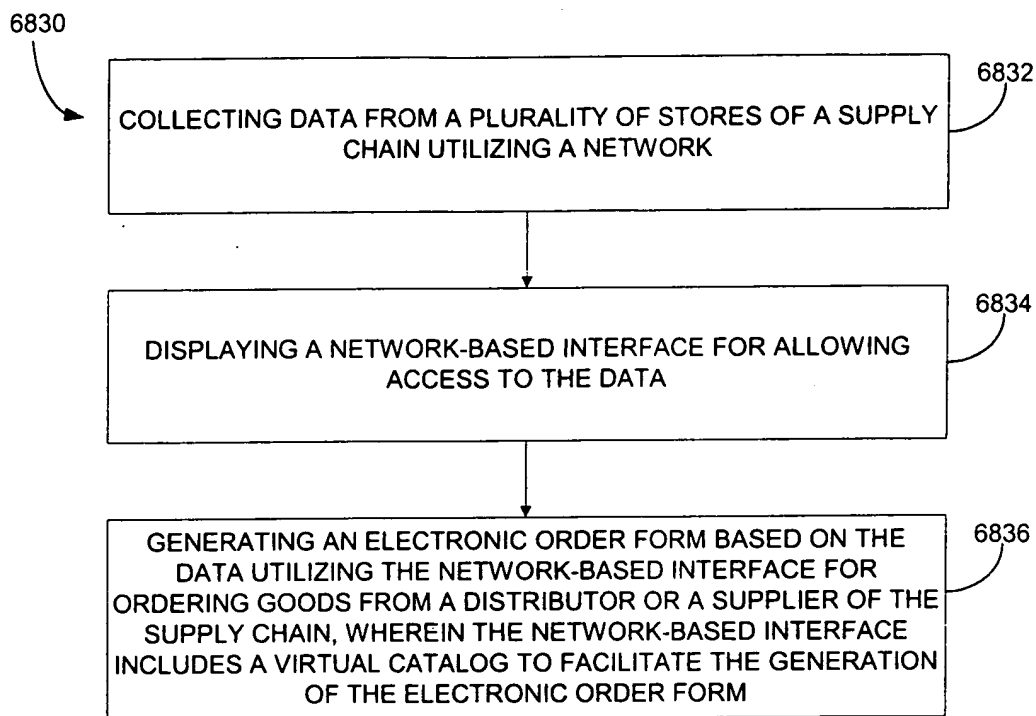 6830
6832
COLLECTING DATA FROM A PLURALITY OF STORES OF A SUPPLY
CHAIN UTILIZING A NETWORK
6834
DISPLAYING A NETWORK-BASED INTERFACE FOR ALLOWING
ACCESS TO THE DATA
6836
GENERATING AN ELECTRONIC ORDER FORM BASED ON THE
DATA UTILIZING THE NETWORK-BASED INTERFACE FOR
ORDERING GOODS FROM A DISTRIBUTOR OR A SUPPLIER OF THE
SUPPLY CHAIN, WHEREIN THE NETWORK-BASED INTERFACE
INCLUDES A VIRTUAL CATALOG TO FACILITATE THE GENERATION
OF THE ELECTRONIC ORDER FORM